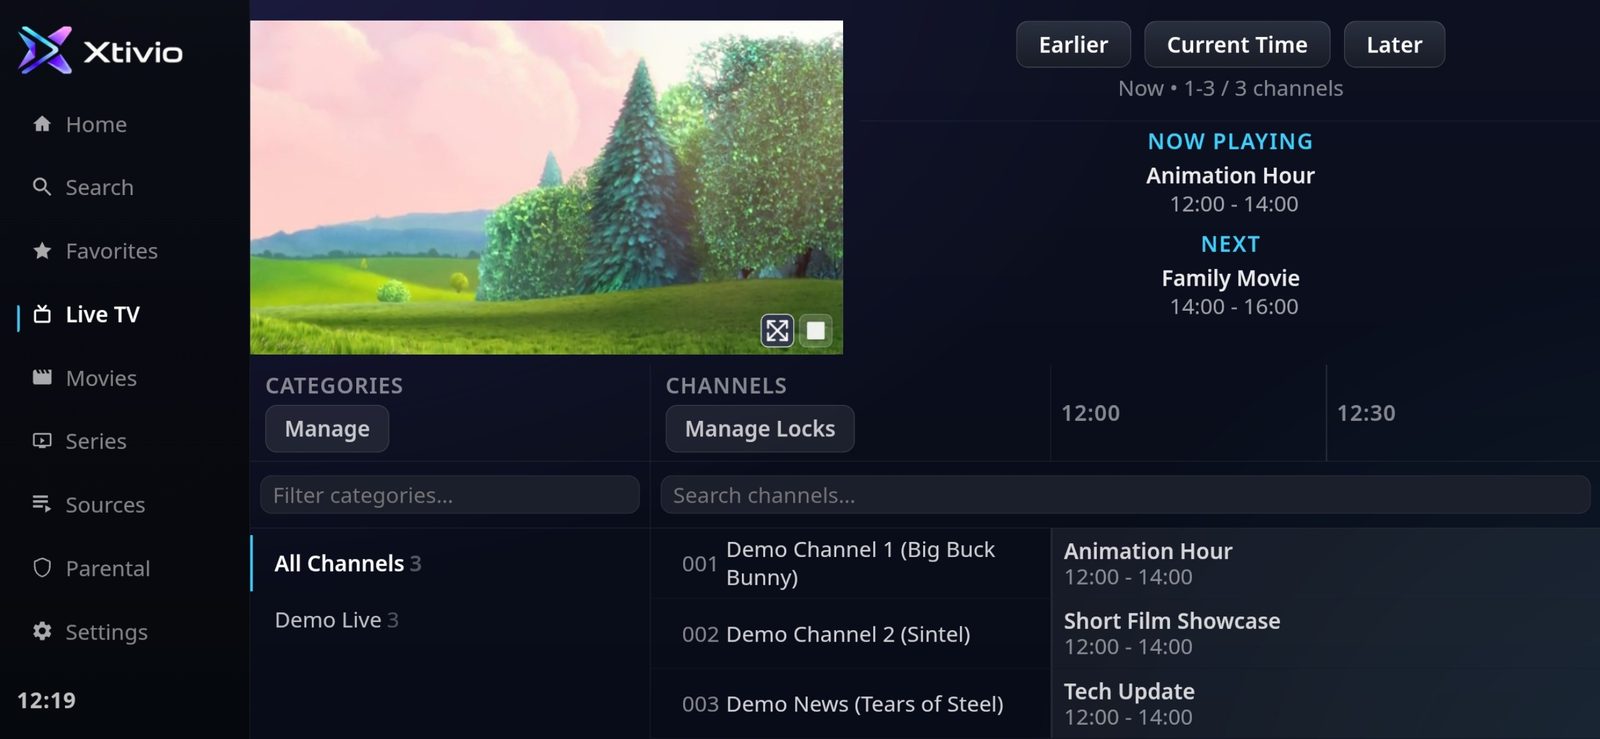 Xtivio
Home
Search
Favorites
Live TV
Movies
Series
Sources
Parental
Settings
12:19
Earlier
Current Time
Later
Now • 1-3 / 3 channels
NOW PLAYING
Animation Hour
12:00 - 14:00
NEXT
Family Movie
14:00 - 16:00
CATEGORIES
Manage
CHANNELS
Manage Locks
12:00
12:30
Filter categories...
Search channels...
All Channels 3
Demo Live 3
001 Demo Channel 1 (Big Buck
Bunny)
Animation Hour
12:00 - 14:00
002 Demo Channel 2 (Sintel)
Short Film Showcase
12:00 - 14:00
003 Demo News (Tears of Steel)
Tech Update
12:00 - 14:00